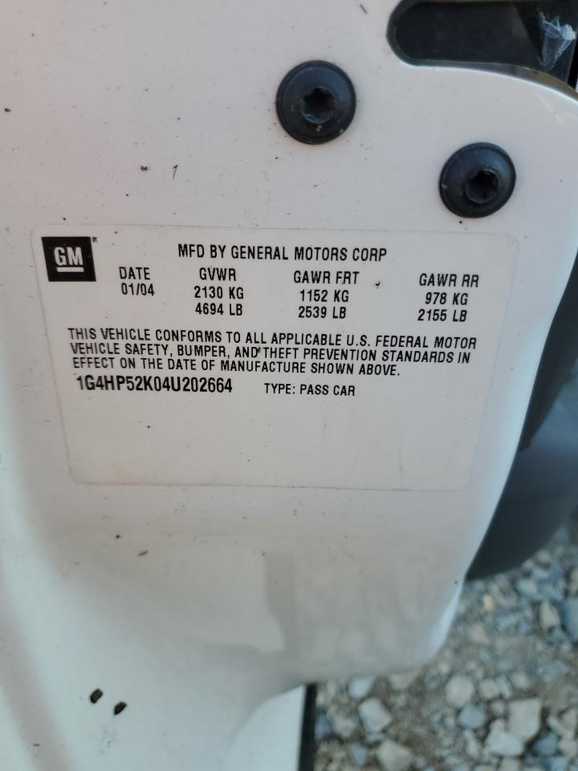 GM
MFD BY GENERAL MOTORS CORP
DATE GVWR GAWR FRT GAWR RR
01/04 2130 KG 1152 KG 978 KG
4694 LB 2539 LB 2155 LB
THIS VEHICLE CONFORMS TO ALL APPLICABLE U.S. FEDERAL MOTOR
VEHICLE SAFETY, BUMPER, AND THEFT PREVENTION STANDARDS IN
EFFECT ON THE DATE OF MANUFACTURE SHOWN ABOVE.
1G4HP52K04U202664 TYPE: PASS CAR